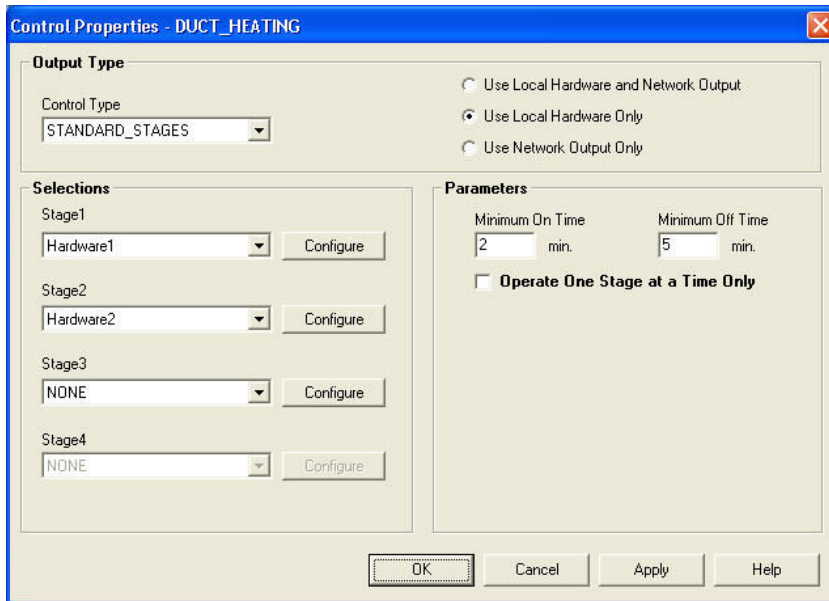 Control Properties - DUCT_HEATING
Output Type
Control Type
STANDARD_STAGES
Use Local Hardware and Network Output
Use Local Hardware Only
Use Network Output Only
Selections
Stage1
Hardware1 Configure
Stage2
Hardware2 Configure
Stage3
NONE Configure
Stage4
NONE Configure
Parameters
Minimum On Time Minimum Off Time
2 min. 5 min.
Operate One Stage at a Time Only
OK Cancel Apply Help